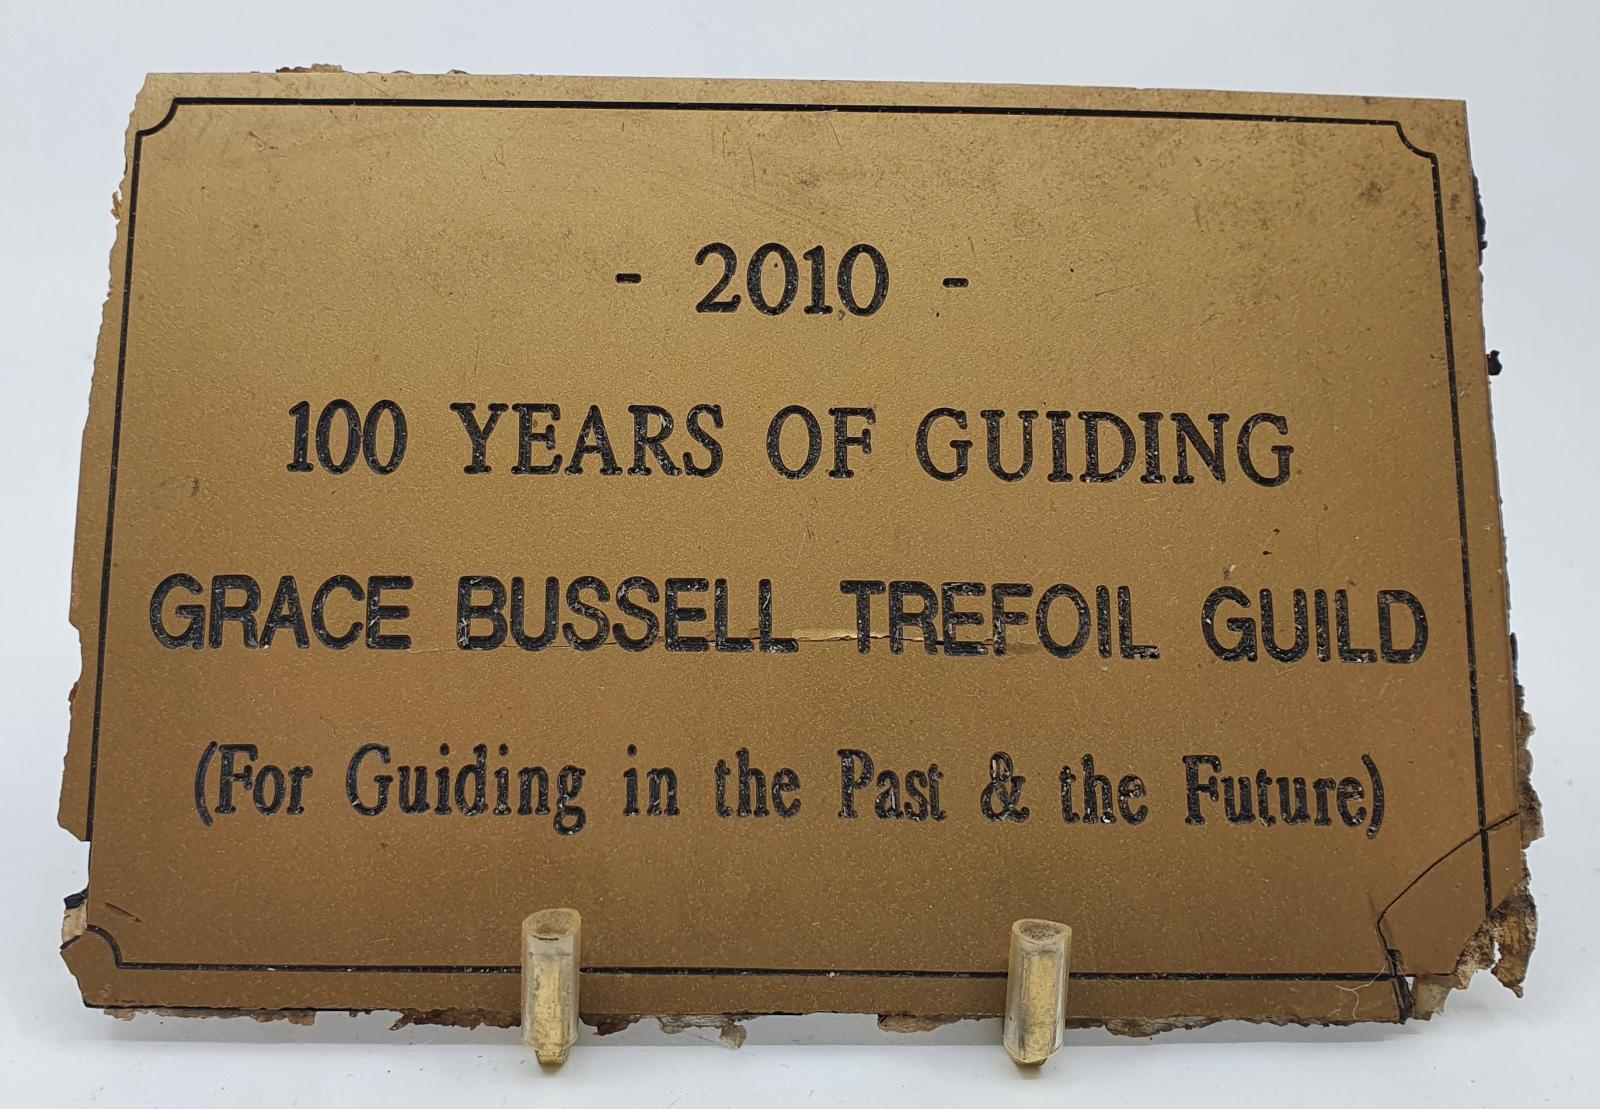 - 2010 -
100 YEARS OF GUIDING
GRACE BUSSELL TREFOIL GUILD
(For Guiding in the Past & the Future)